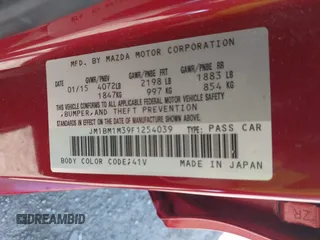 MFD. BY MAZDA MOTOR CORPORATION
GVWR/PNBV GAWR/PNBE FRT GAWR/PNBE RR
01/15 4072LB 2198 LB 1883 LB
1847KG 997 KG 854 KG
THIS VEHICLE CONFORMS TO ALL APPLICABLE FEDERAL MOTOR VEHICLE SAFETY
,BUMPER,AND THEFT PREVENTION STANDARDS
IN EFFECT ON THE DATE OF MANUFACTURE SHOWN ABOVE.
JM1BM1M39F1254039 TYPE: PASS CAR
BODY COLOR CODE;41V MADE IN JAPAN
DREAMBID